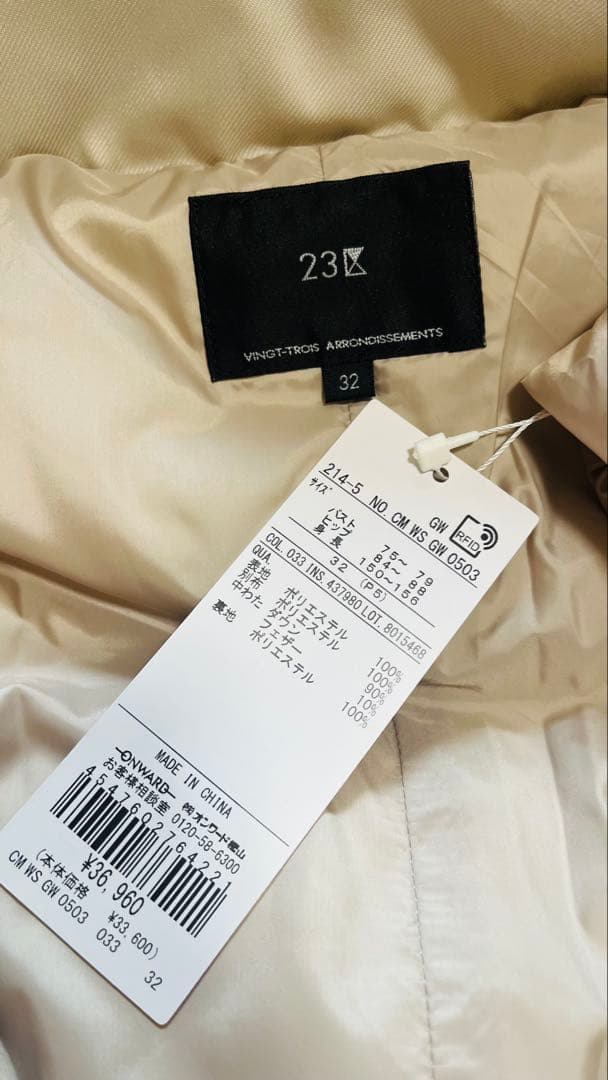 23区
VINGT-TROIS ARRONDISSEMENTS
32
GW
RFID
214-5 NO. CM WS GW 0503
サイズ
バスト 75~ 79
ヒップ 84~ 88
身長 150~156
32 (P5)
COL. 033 INS. 437980 LOT. 8015468
QUA.
表地 ポリエステル 100%
別布 ポリエステル 100%
中わた ダウン 90%
フェザー 10%
裏地 ポリエステル 100%
MADE IN CHINA
ONWARD ㈱オンワード樫山
お客様相談室 0120-58-6300
4547602764221
¥36,960
(本体価格 ¥33,600)
CM WS GW 0503
033 32